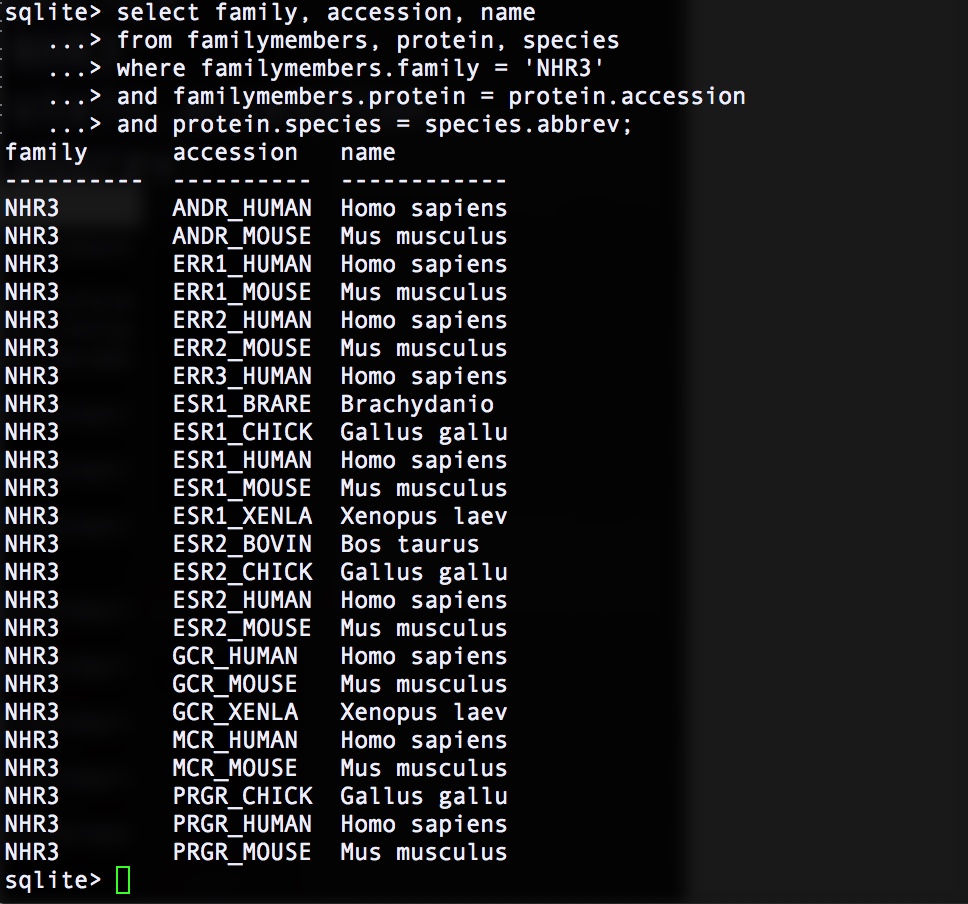 sqlite> select family, accession, name
   ...> from familymembers, protein, species
   ...> where familymembers.family = 'NHR3'
   ...> and familymembers.protein = protein.accession
   ...> and protein.species = species.abbrev;
family      accession   name
----------  ----------  ------------
NHR3        ANDR_HUMAN  Homo sapiens
NHR3        ANDR_MOUSE  Mus musculus
NHR3        ERR1_HUMAN  Homo sapiens
NHR3        ERR1_MOUSE  Mus musculus
NHR3        ERR2_HUMAN  Homo sapiens
NHR3        ERR2_MOUSE  Mus musculus
NHR3        ERR3_HUMAN  Homo sapiens
NHR3        ESR1_BRARE  Brachydanio
NHR3        ESR1_CHICK  Gallus gallu
NHR3        ESR1_HUMAN  Homo sapiens
NHR3        ESR1_MOUSE  Mus musculus
NHR3        ESR1_XENLA  Xenopus laev
NHR3        ESR2_BOVIN  Bos taurus
NHR3        ESR2_CHICK  Gallus gallu
NHR3        ESR2_HUMAN  Homo sapiens
NHR3        ESR2_MOUSE  Mus musculus
NHR3        GCR_HUMAN   Homo sapiens
NHR3        GCR_MOUSE   Mus musculus
NHR3        GCR_XENLA   Xenopus laev
NHR3        MCR_HUMAN   Homo sapiens
NHR3        MCR_MOUSE   Mus musculus
NHR3        PRGR_CHICK  Gallus gallu
NHR3        PRGR_HUMAN  Homo sapiens
NHR3        PRGR_MOUSE  Mus musculus
sqlite>